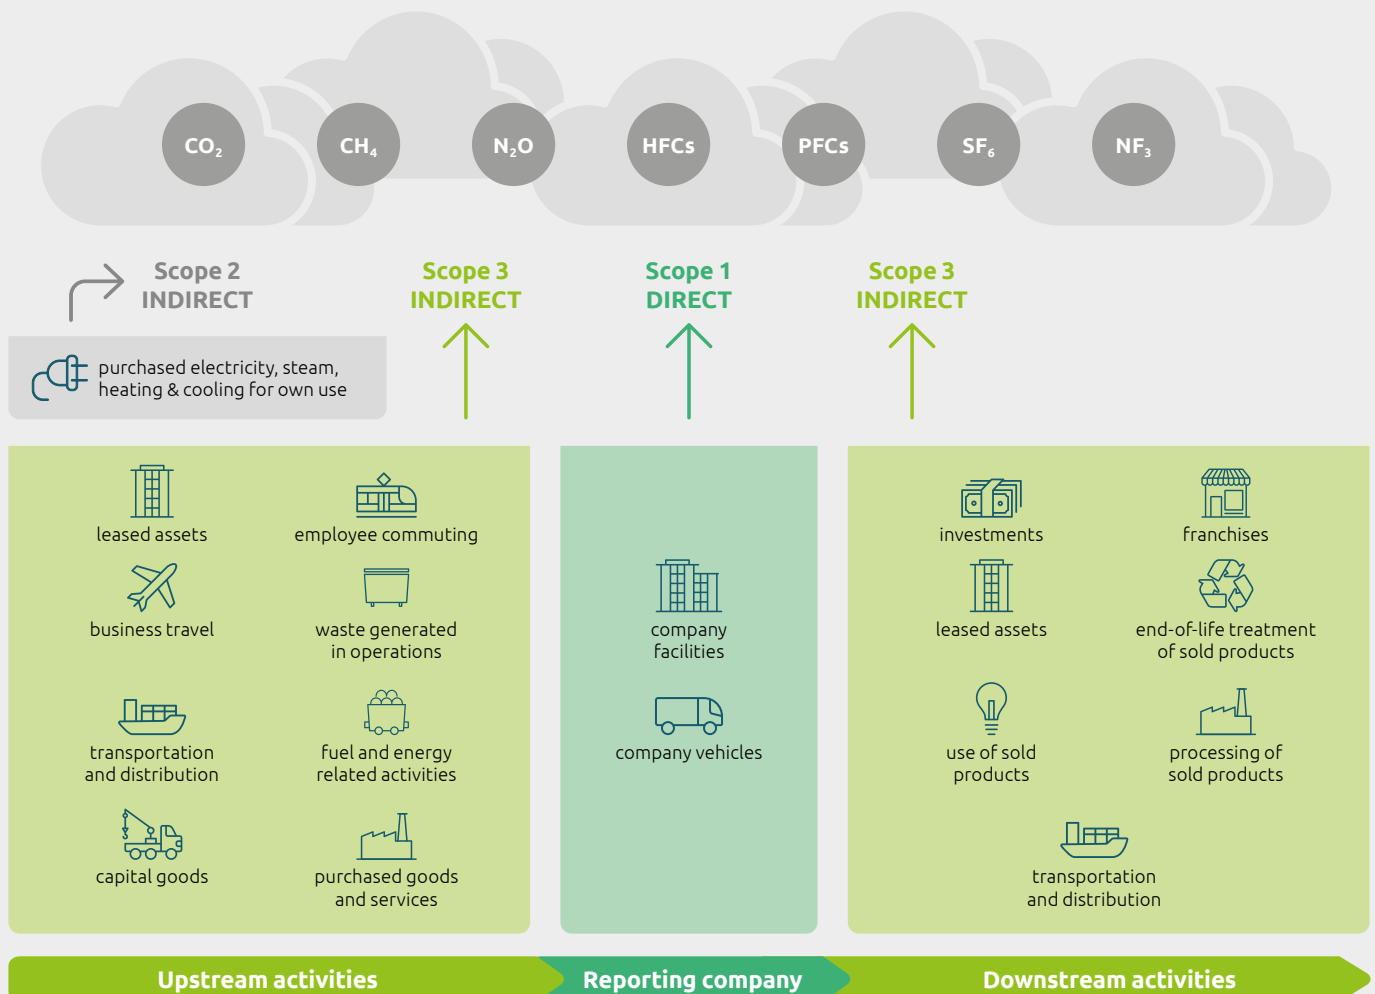 CO₂
CH₄
N₂O
HFCs
PFCs
SF₆
NF₃
Scope 2
INDIRECT
Scope 3
INDIRECT
Scope 1
DIRECT
Scope 3
INDIRECT
purchased electricity, steam,
heating & cooling for own use
leased assets
employee commuting
business travel
waste generated
in operations
transportation
and distribution
fuel and energy
related activities
capital goods
purchased goods
and services
company
facilities
company vehicles
investments
franchises
leased assets
end-of-life treatment
of sold products
use of sold
products
processing of
sold products
transportation
and distribution
Upstream activities
Reporting company
Downstream activities